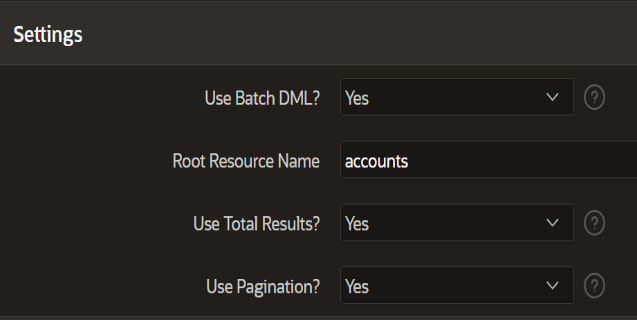 Settings
Use Batch DML? Yes ?
Root Resource Name accounts
Use Total Results? Yes ?
Use Pagination? Yes ?